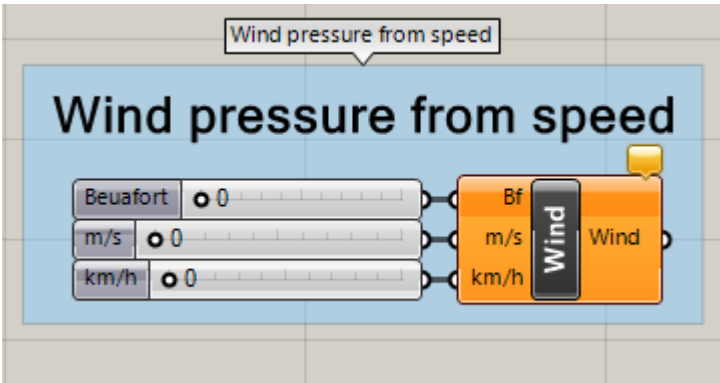 Wind pressure from speed
Wind pressure from speed
Beuafort 0 Bf
m/s 0 m/s Wind Wind
km/h 0 km/h